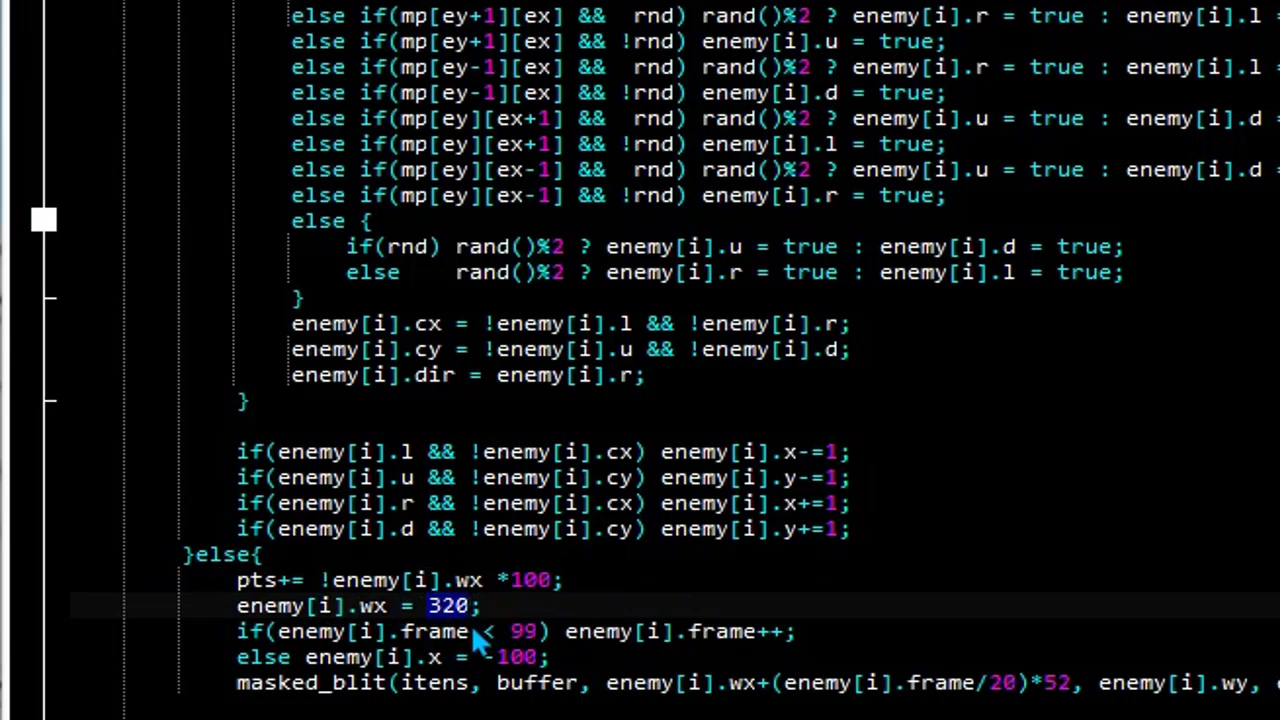 else if(mp[ey+1][ex] &&  rnd) rand()%2 ? enemy[i].r = true : enemy[i].l
else if(mp[ey+1][ex] && !rnd) enemy[i].u = true;
else if(mp[ey-1][ex] &&  rnd) rand()%2 ? enemy[i].r = true : enemy[i].l =
else if(mp[ey-1][ex] && !rnd) enemy[i].d = true;
else if(mp[ey][ex+1] &&  rnd) rand()%2 ? enemy[i].u = true : enemy[i].d =
else if(mp[ey][ex+1] && !rnd) enemy[i].l = true;
else if(mp[ey][ex-1] &&  rnd) rand()%2 ? enemy[i].u = true : enemy[i].d =
else if(mp[ey][ex-1] && !rnd) enemy[i].r = true;
else {
if(rnd) rand()%2 ? enemy[i].u = true : enemy[i].d = true;
else    rand()%2 ? enemy[i].r = true : enemy[i].l = true;
}
enemy[i].cx = !enemy[i].l && !enemy[i].r;
enemy[i].cy = !enemy[i].u && !enemy[i].d;
enemy[i].dir = enemy[i].r;
}
if(enemy[i].l && !enemy[i].cx) enemy[i].x-=1;
if(enemy[i].u && !enemy[i].cy) enemy[i].y-=1;
if(enemy[i].r && !enemy[i].cx) enemy[i].x+=1;
if(enemy[i].d && !enemy[i].cy) enemy[i].y+=1;
}else{
pts+= !enemy[i].wx *100;
enemy[i].wx = 320;
if(enemy[i].frame < 99) enemy[i].frame++;
else enemy[i].x = -100;
masked_blit(itens, buffer, enemy[i].wx+(enemy[i].frame/20)*52, enemy[i].wy,